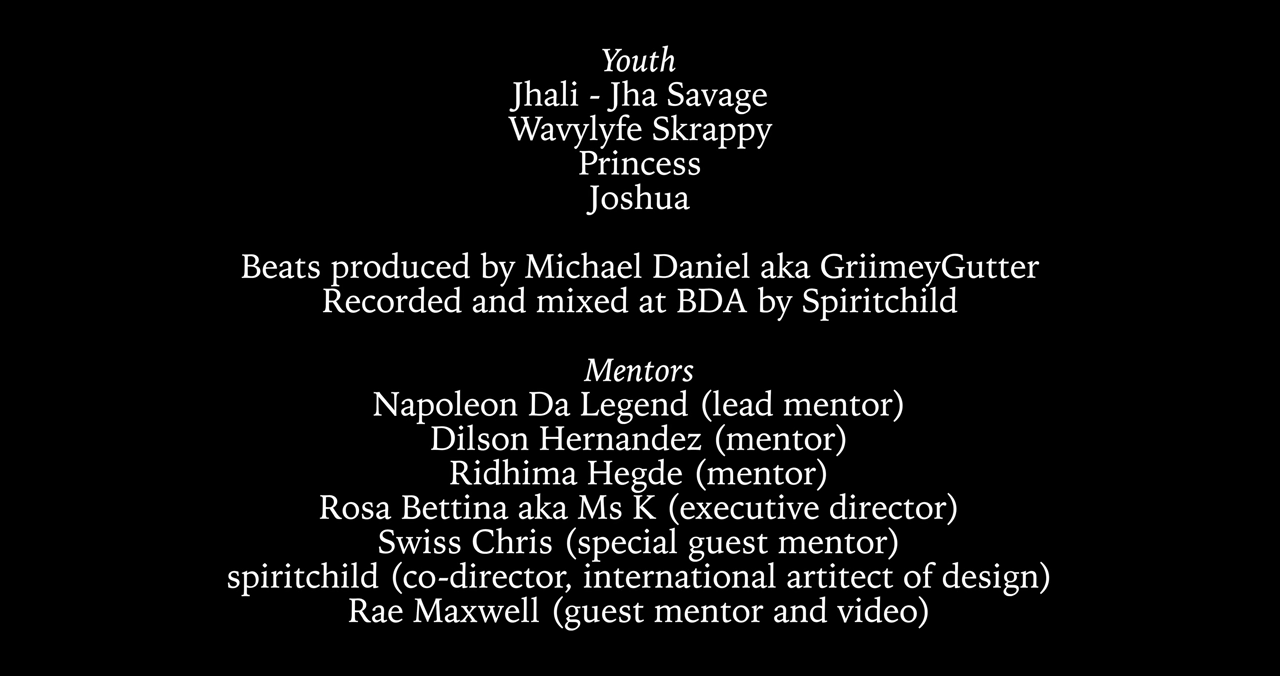 Youth
Jhali - Jha Savage
Wavylyfe Skrappy
Princess
Joshua
Beats produced by Michael Daniel aka GriimeyGutter
Recorded and mixed at BDA by Spiritchild
Mentors
Napoleon Da Legend (lead mentor)
Dilson Hernandez (mentor)
Ridhima Hegde (mentor)
Rosa Bettina aka Ms K (executive director)
Swiss Chris (special guest mentor)
spiritchild (co-director, international artitect of design)
Rae Maxwell (guest mentor and video)